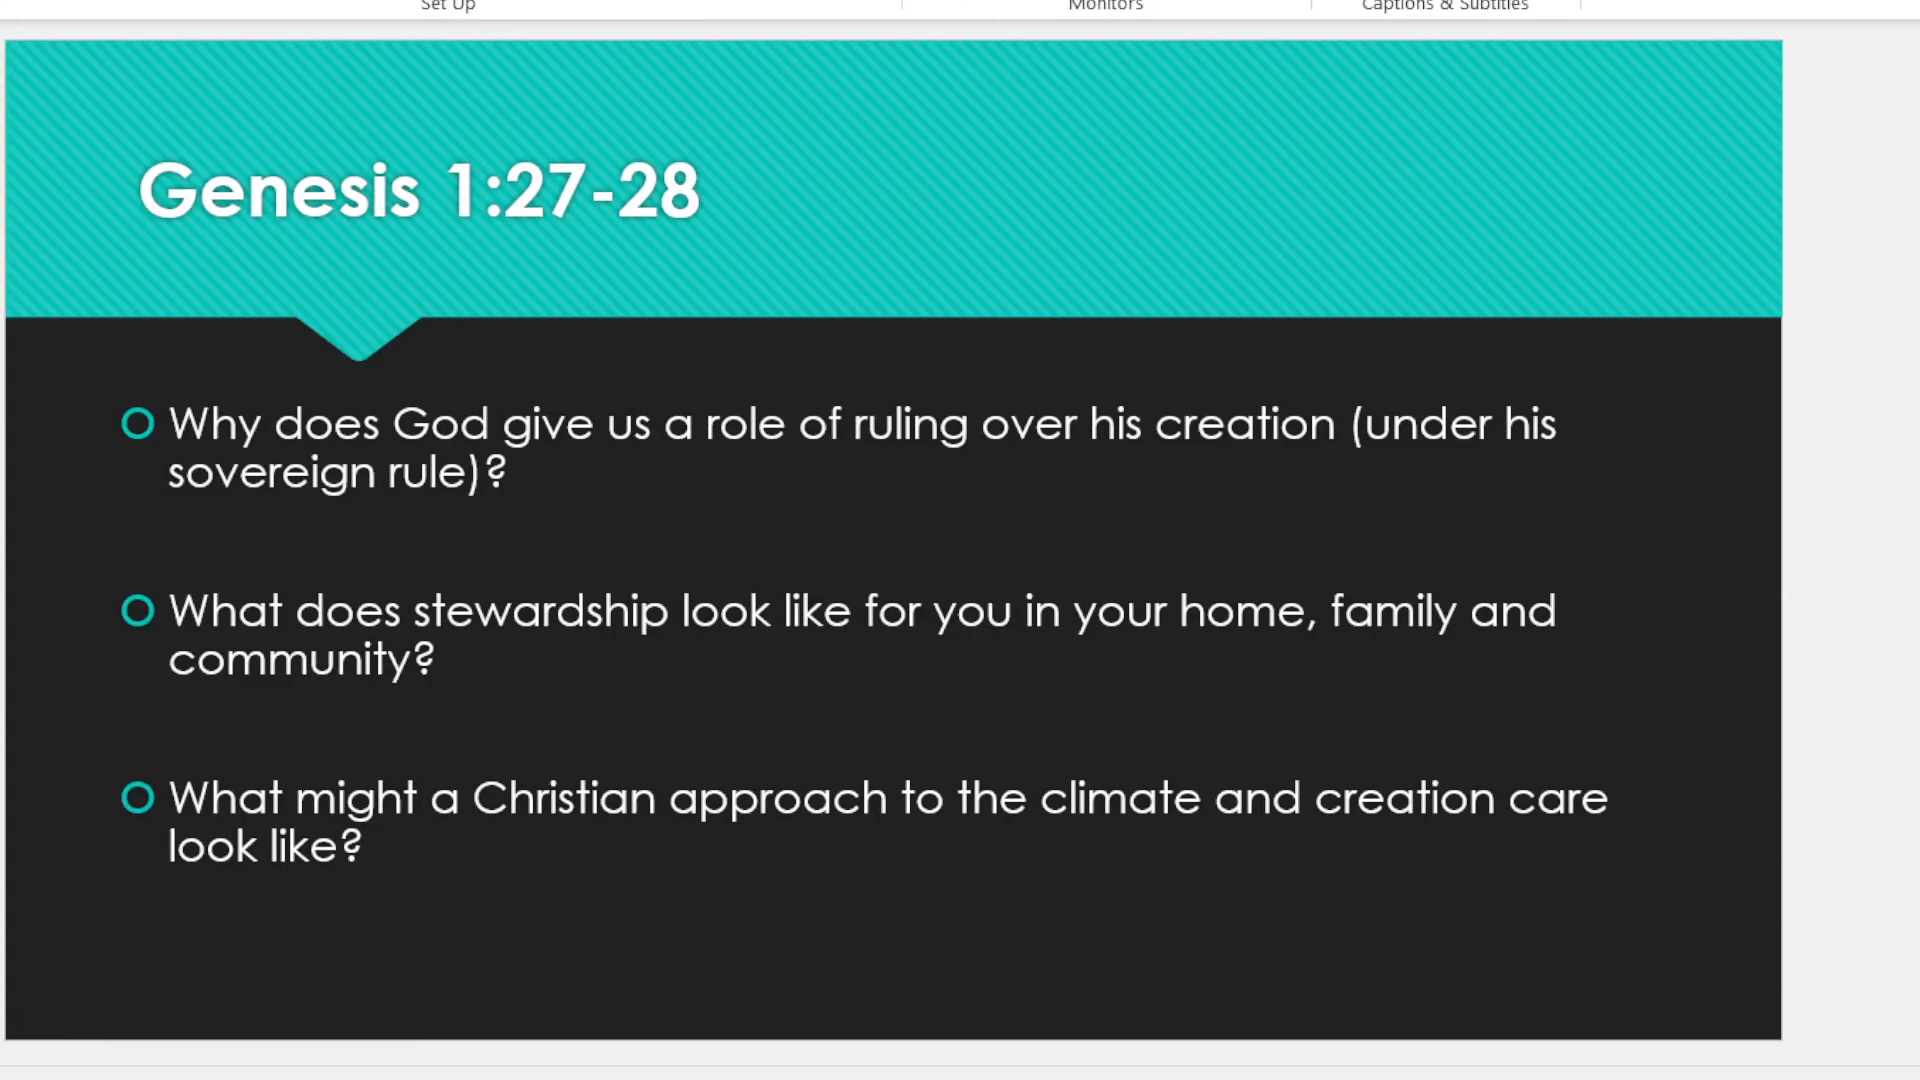 Set Up Monitors Captions & Subtitles
Genesis 1:27-28
Why does God give us a role of ruling over his creation (under his
sovereign rule)?
What does stewardship look like for you in your home, family and
community?
What might a Christian approach to the climate and creation care
look like?